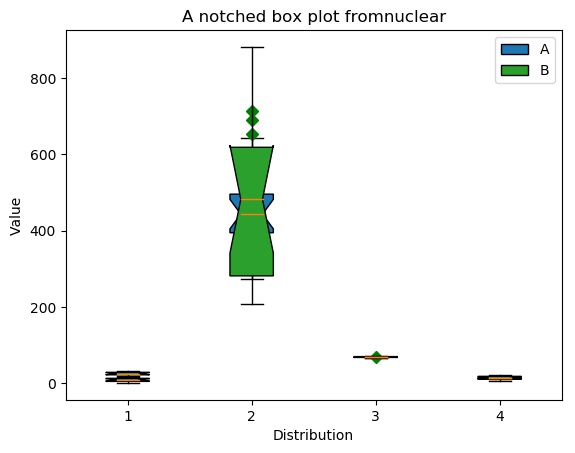 A notched box plot fromnuclear
A
B
Value
800
600
400
200
0
1 2 3 4
Distribution